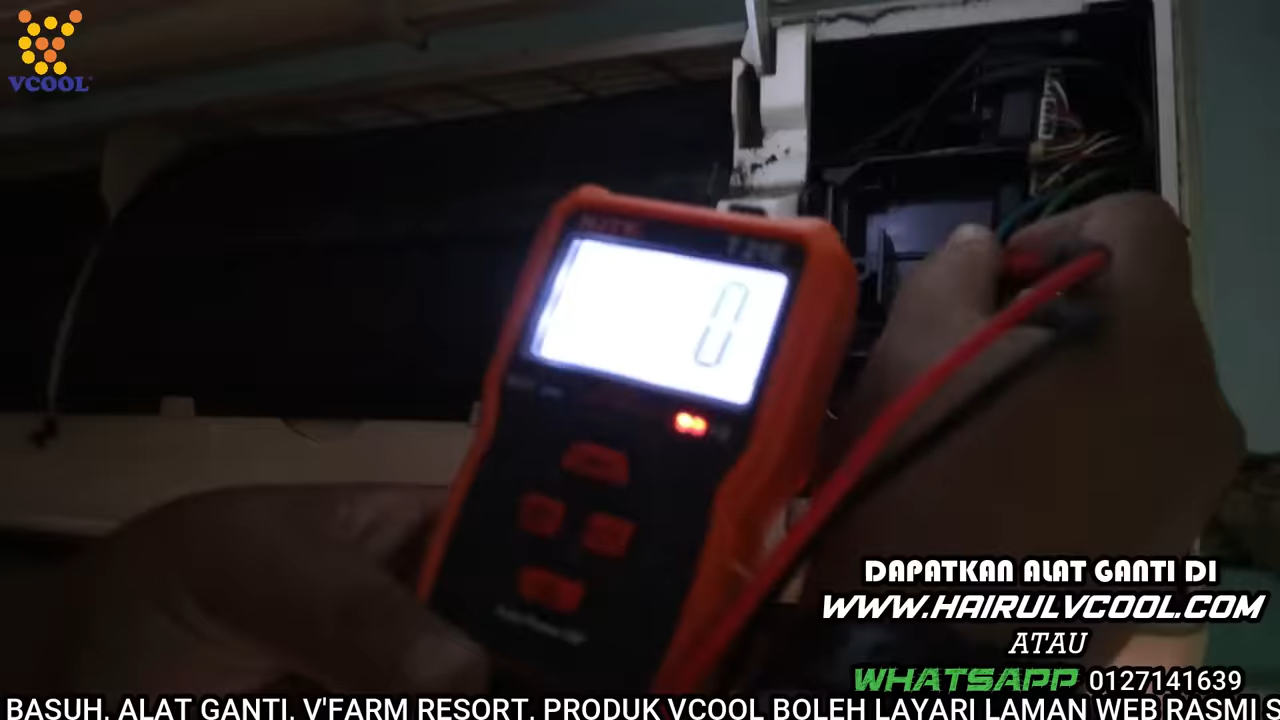 VCOOL
0
DAPATKAN ALAT GANTI DI
WWW.HAIRULVCOOL.COM
ATAU
WHATSAPP 0127141639
BASUH, ALAT GANTI, V'FARM RESORT, PRODUK VCOOL BOLEH LAYARI LAMAN WEB RASMI S